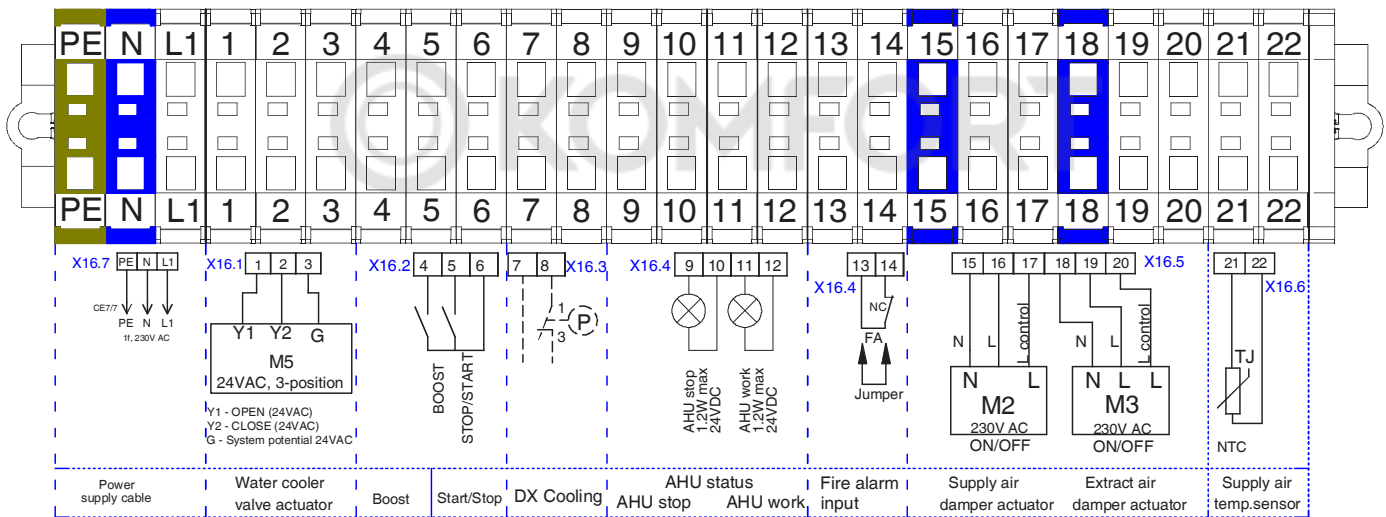 PE N L1 1 2 3 4 5 6 7 8 9 10 11 12 13 14 15 16 17 18 19 20 21 22
KOMFORT
PE N L1 1 2 3 4 5 6 7 8 9 10 11 12 13 14 15 16 17 18 19 20 21 22
X16.7 PE N L1
CE7/7
PE N L1
1f, 230V AC
X16.1 1 2 3
Y1 Y2 G
M5
24VAC, 3-position
Y1 - OPEN (24VAC)
Y2 - CLOSE (24VAC)
G - System potential 24VAC
X16.2 4 5 6
BOOST
STOP/START
7 8 X16.3
1
P
3
X16.4 9 10 11 12
AHU stop
1.2W max
24VDC
AHU work
1.2W max
24VDC
13 14
X16.4
NC
FA
Jumper
15 16 17 18 19 20 X16.5
N L L control
N L
M2
230V AC
ON/OFF
N L L control
N L L
M3
230V AC
ON/OFF
21 22
X16.6
TJ
NTC
Power
supply cable
Water cooler
valve actuator
Boost
Start/Stop
DX Cooling
AHU status
AHU stop AHU work
Fire alarm
input
Supply air
damper actuator
Extract air
damper actuator
Supply air
temp.sensor